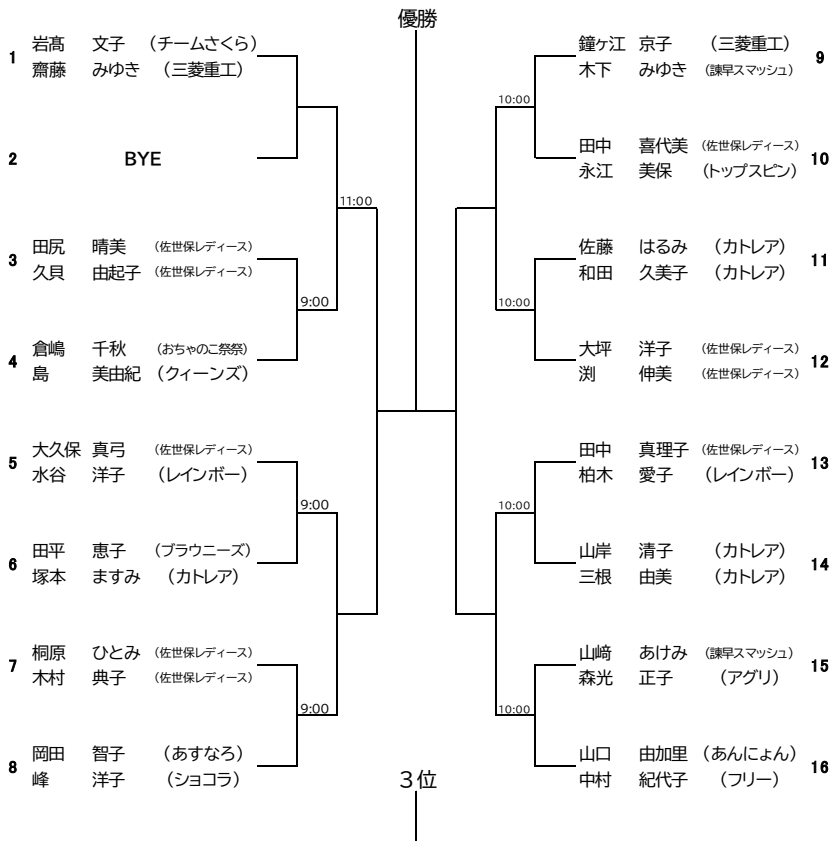 優勝
1 岩髙 文子 (チームさくら)
齋藤 みゆき (三菱重工)
2 BYE
11:00
3 田尻 晴美 (佐世保レディース)
久貝 由起子 (佐世保レディース)
9:00
4 倉嶋 千秋 (おちゃのこ祭祭)
島 美由紀 (クィーンズ)
5 大久保 真弓 (佐世保レディース)
水谷 洋子 (レインボー)
9:00
6 田平 恵子 (ブラウニーズ)
塚本 ますみ (カトレア)
7 桐原 ひとみ (佐世保レディース)
木村 典子 (佐世保レディース)
9:00
8 岡田 智子 (あすなろ)
峰 洋子 (ショコラ)
鐘ヶ江 京子 (三菱重工) 9
木下 みゆき (諫早スマッシュ)
10:00
田中 喜代美 (佐世保レディース) 10
永江 美保 (トップスピン)
佐藤 はるみ (カトレア) 11
和田 久美子 (カトレア)
10:00
大坪 洋子 (佐世保レディース) 12
渕 伸美 (佐世保レディース)
田中 真理子 (佐世保レディース) 13
柏木 愛子 (レインボー)
10:00
山岸 清子 (カトレア) 14
三根 由美 (カトレア)
山﨑 あけみ (諫早スマッシュ) 15
森光 正子 (アグリ)
10:00
山口 由加里 (あんにょん) 16
中村 紀代子 (フリー)
3位